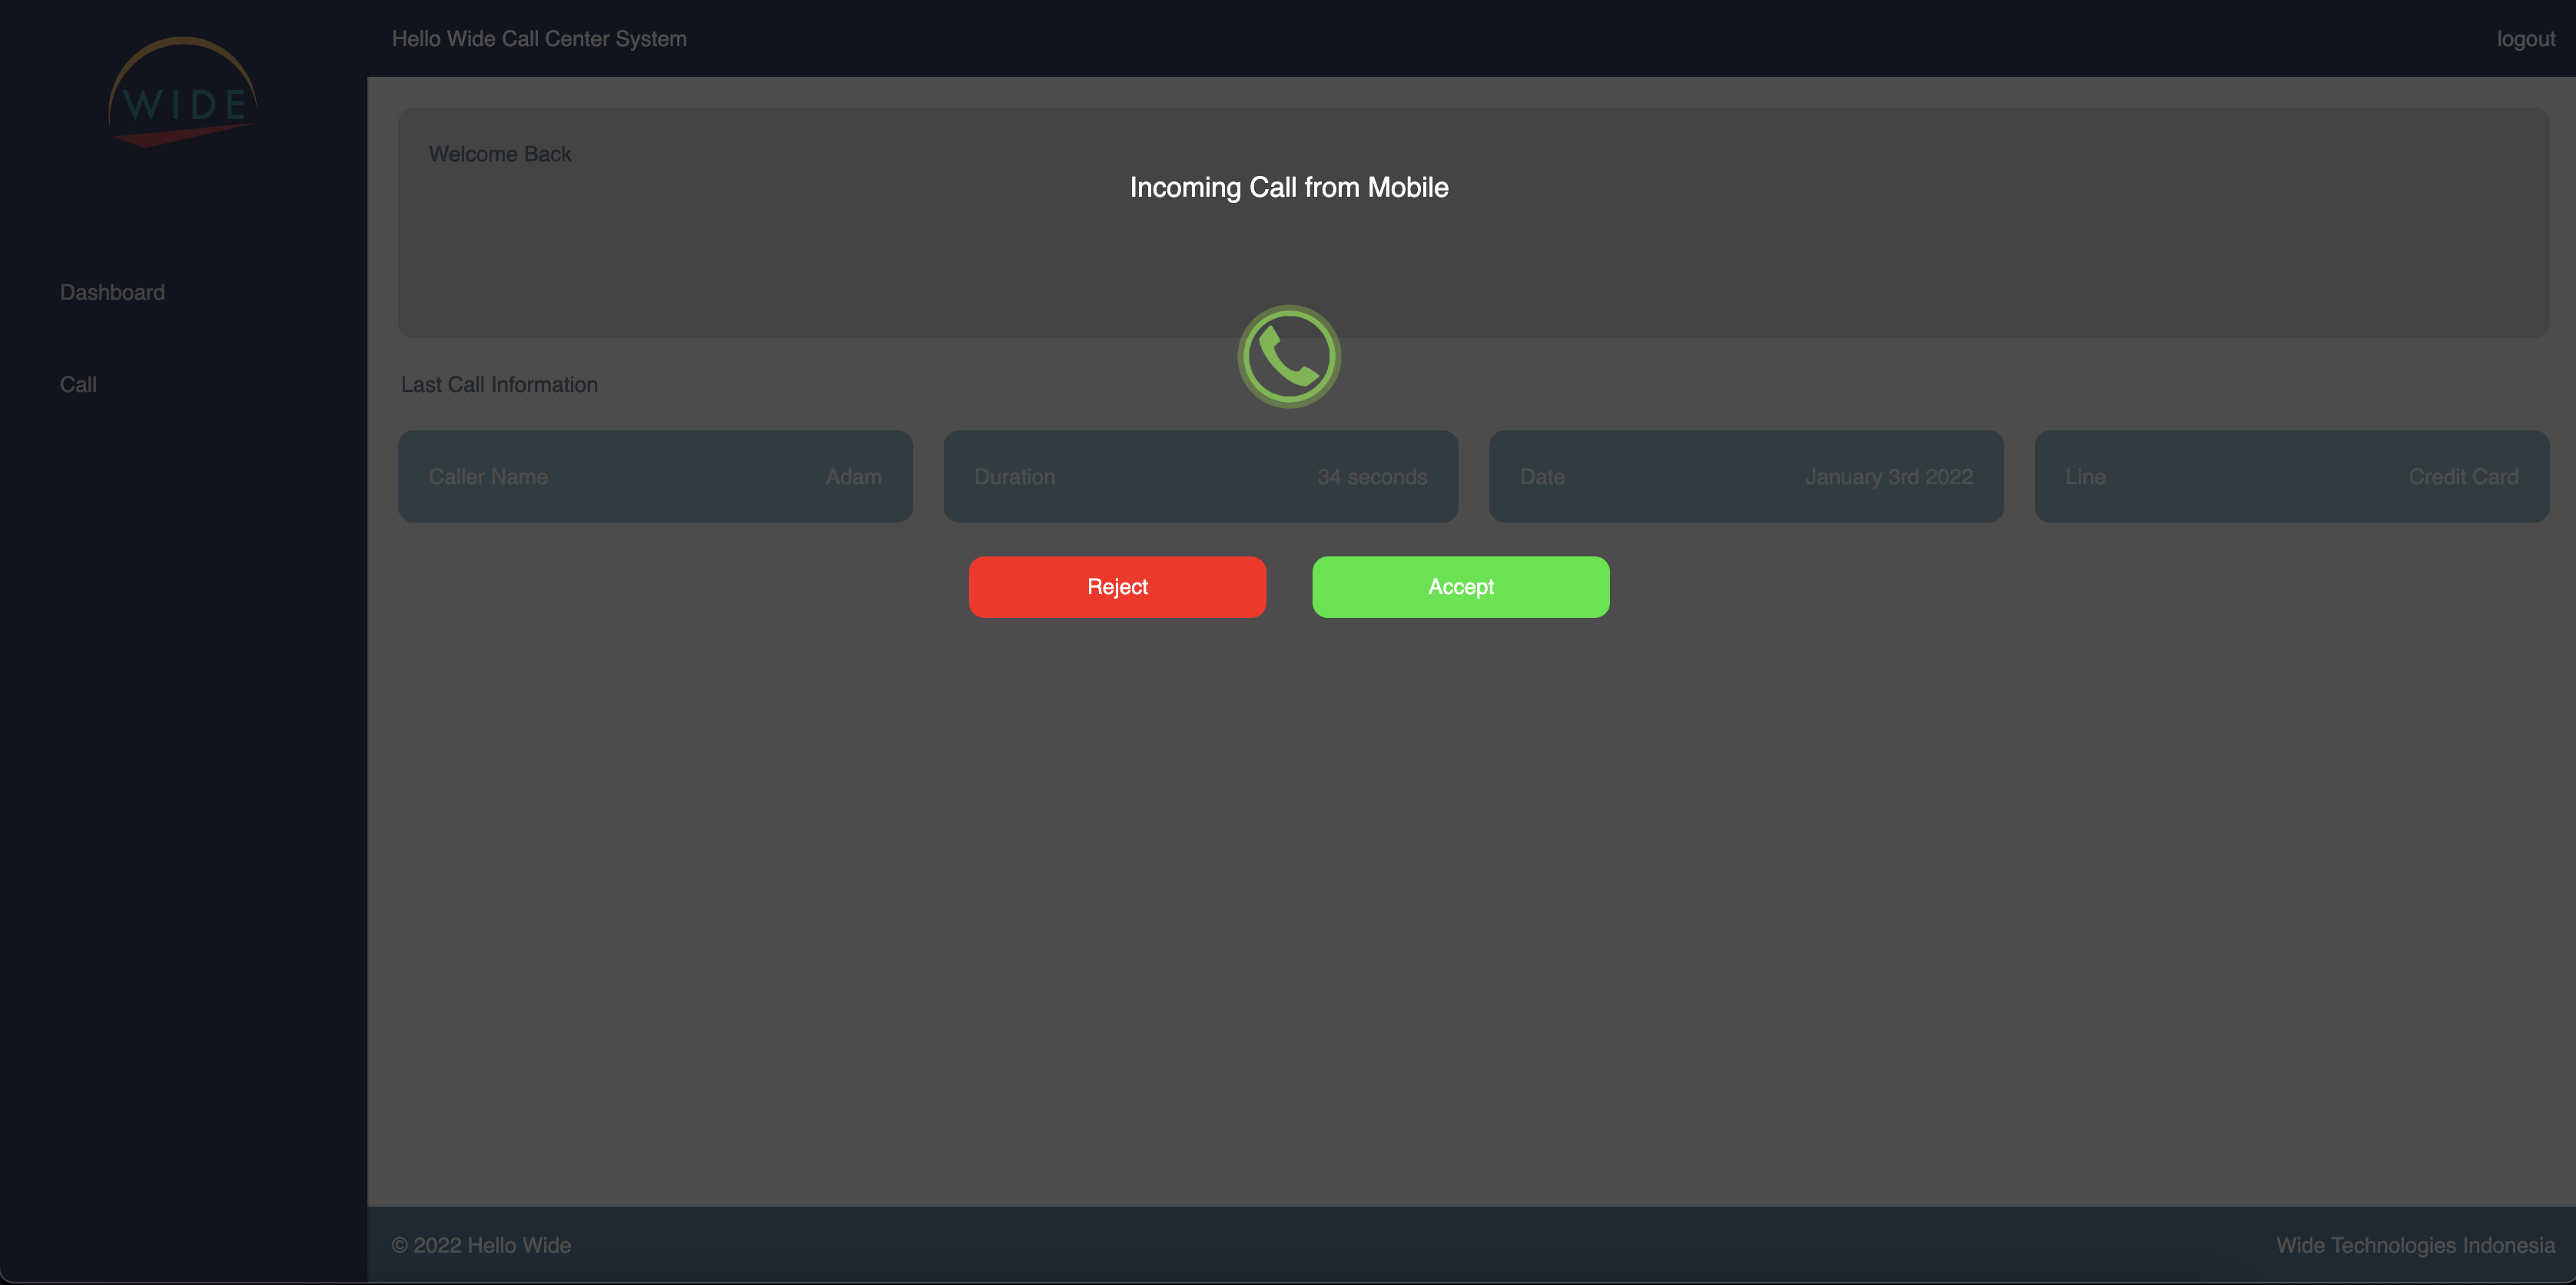 WIDE
Hello Wide Call Center System
logout
Dashboard
Call
Welcome Back
Incoming Call from Mobile
Last Call Information
Caller Name Adam
Duration 34 seconds
Date January 3rd 2022
Line Credit Card
Reject
Accept
© 2022 Hello Wide
Wide Technologies Indonesia